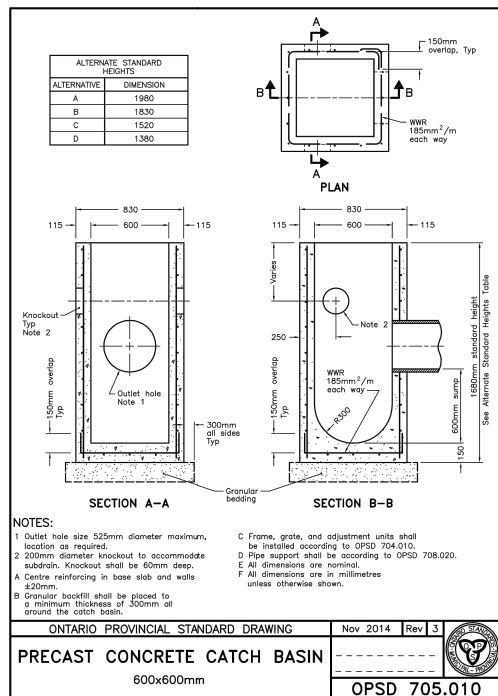 ALTERNATE STANDARD
HEIGHTS
ALTERNATIVE DIMENSION
A 1980
B 1830
C 1520
D 1380
A
150mm
overlap, Typ
B B
WWR
185mm²/m
each way
A
PLAN
830
115 600 115
Knockout
Typ
Note 2
Outlet hole
Note 1
150mm overlap
Typ
300mm
all sides
Typ
SECTION A–A
830
115 600 115
Varies
Note 2
250
WWR
185mm²/m
each way
150mm overlap
Typ
R300
600mm sump
150
1680mm standard height
See Alternate Standard Heights Table
Granular
bedding
SECTION B–B
NOTES:
1 Outlet hole size 525mm diameter maximum,
location as required.
2 200mm diameter knockout to accommodate
subdrain. Knockout shall be 60mm deep.
A Centre reinforcing in base slab and walls
±20mm.
B Granular backfill shall be placed to
a minimum thickness of 300mm all
around the catch basin.
C Frame, grate, and adjustment units shall
be installed according to OPSD 704.010.
D Pipe support shall be according to OPSD 708.020.
E All dimensions are nominal.
F All dimensions are in millimetres
unless otherwise shown.
ONTARIO PROVINCIAL STANDARD DRAWING
Nov 2014 Rev 3
PRECAST CONCRETE CATCH BASIN
600x600mm
OPSD 705.010